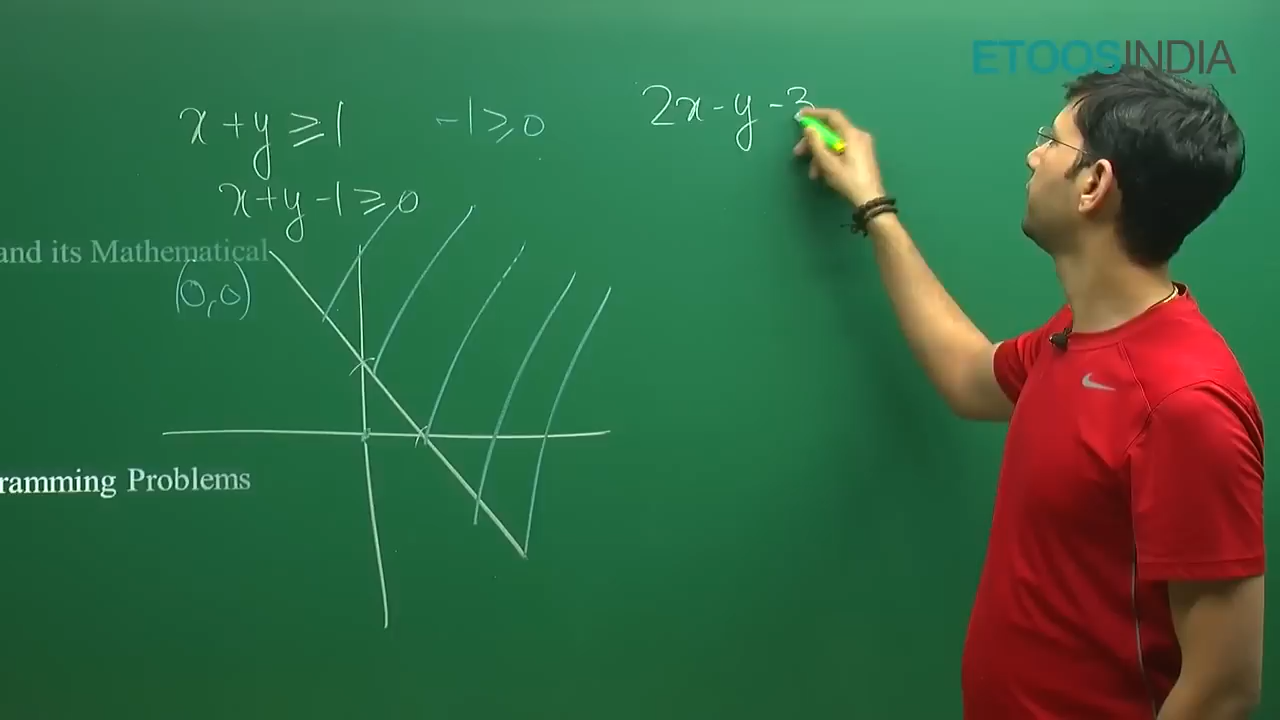 ETOOSINDIA
x + y ≥ 1
-1 ≥ 0
2x - y - 3
x + y - 1 ≥ 0
and its Mathematical
(0,0)
ramming Problems